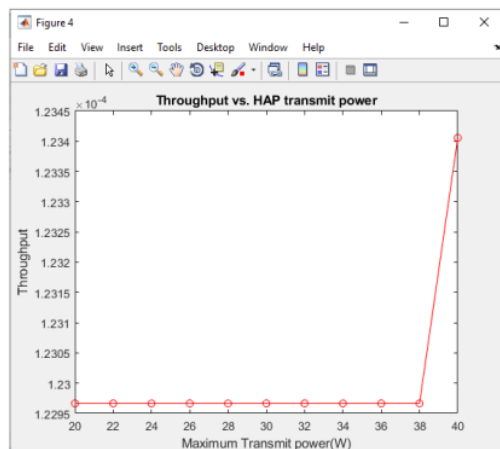 Figure 4
File Edit View Insert Tools Desktop Window Help
Throughput vs. HAP transmit power
×10⁻⁴
1.2345
1.234
1.2335
1.233
1.2325
1.232
1.2315
1.231
1.2305
1.23
1.2295
Throughput
20 22 24 26 28 30 32 34 36 38 40
Maximum Transmit power(W)